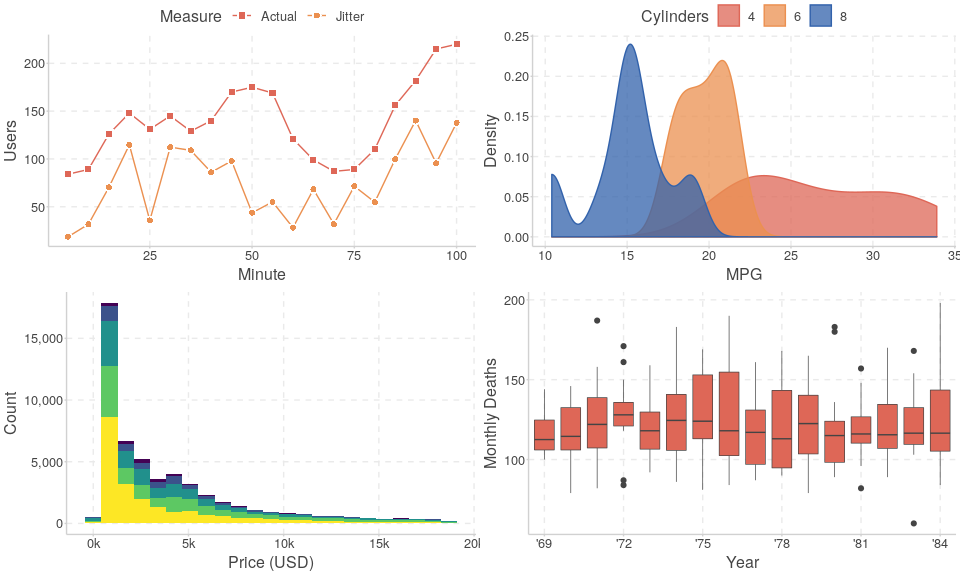 Measure Actual Jitter
Users
200
150
100
50
25 50 75 100
Minute
Cylinders 4 6 8
Density
0.25
0.20
0.15
0.10
0.05
0.00
10 15 20 25 30 35
MPG
Count
15,000
10,000
5,000
0
0k 5k 10k 15k 20k
Price (USD)
Monthly Deaths
200
150
100
'69 '72 '75 '78 '81 '84
Year